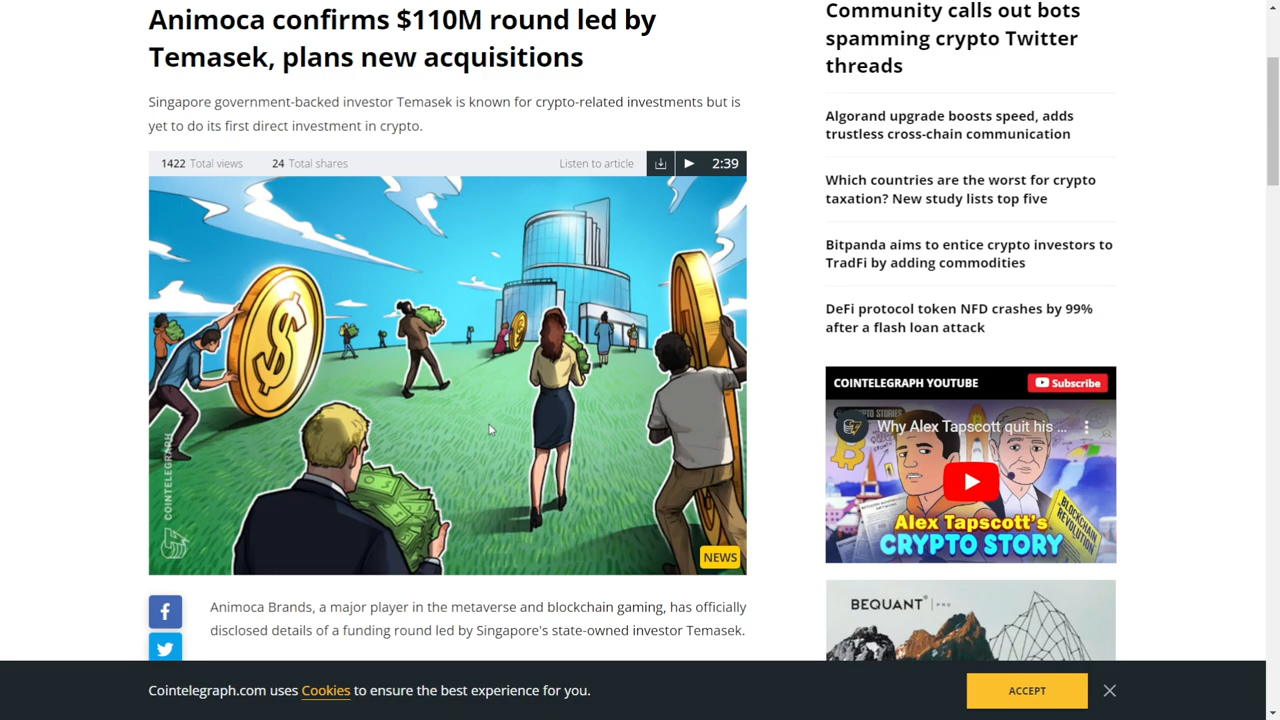 Animoca confirms $110M round led by
Temasek, plans new acquisitions
Singapore government-backed investor Temasek is known for crypto-related investments but is
yet to do its first direct investment in crypto.
1422 Total views 24 Total shares Listen to article 2:39
COINTELEGRAPH
NEWS
Animoca Brands, a major player in the metaverse and blockchain gaming, has officially
disclosed details of a funding round led by Singapore's state-owned investor Temasek.
Community calls out bots
spamming crypto Twitter
threads
Algorand upgrade boosts speed, adds
trustless cross-chain communication
Which countries are the worst for crypto
taxation? New study lists top five
Bitpanda aims to entice crypto investors to
TradFi by adding commodities
DeFi protocol token NFD crashes by 99%
after a flash loan attack
COINTELEGRAPH YOUTUBE Subscribe
Why Alex Tapscott quit his ...
BLOCKCHAIN
REVOLUTION
Alex Tapscott's
CRYPTO STORY
BEQUANT PRO
Cointelegraph.com uses Cookies to ensure the best experience for you.
ACCEPT